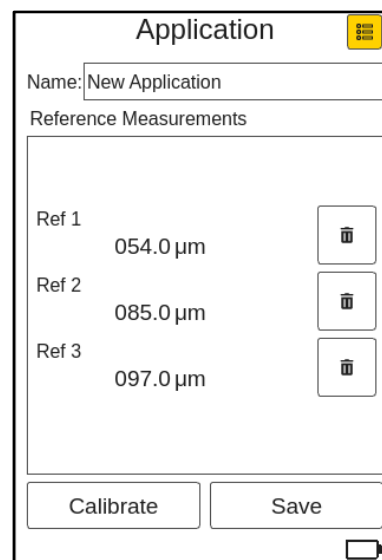 Application
Name: New Application
Reference Measurements
Ref 1
054.0 µm
Ref 2
085.0 µm
Ref 3
097.0 µm
Calibrate Save